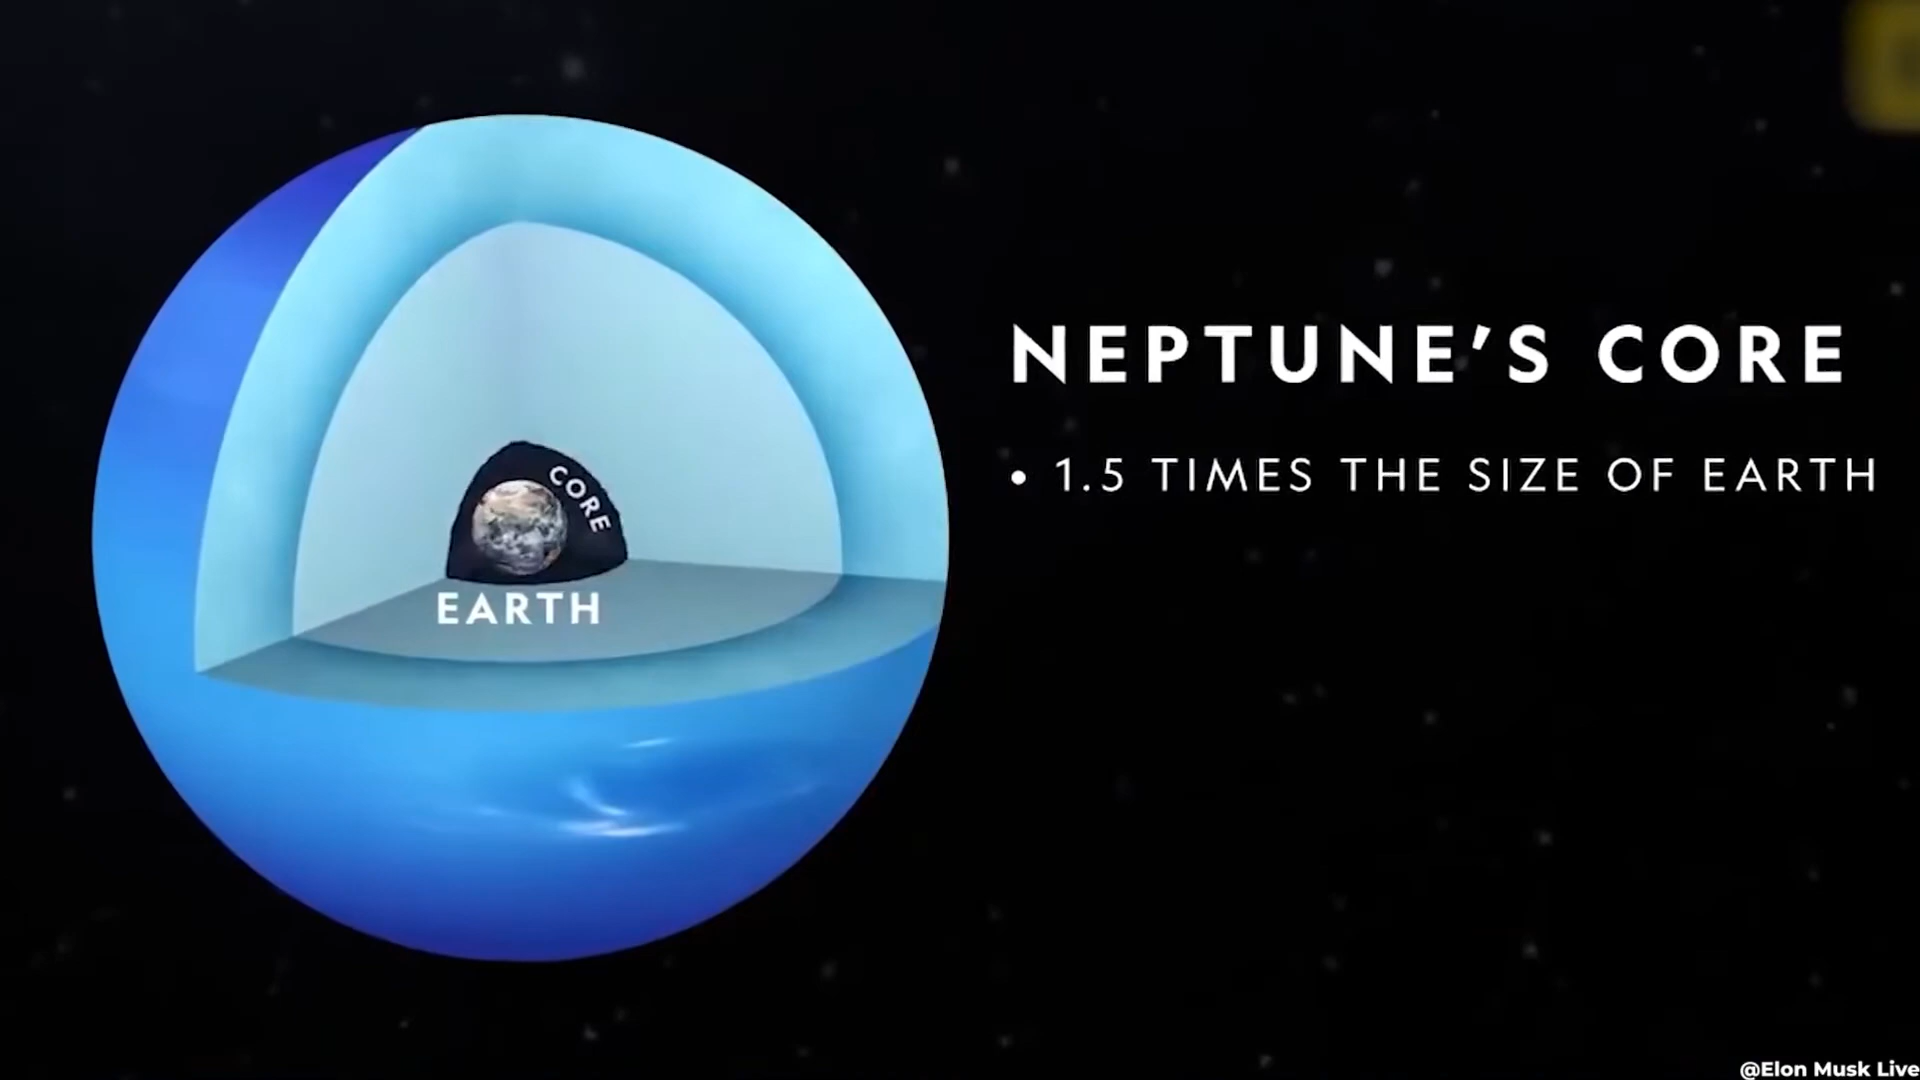 NEPTUNE'S CORE
• 1.5 TIMES THE SIZE OF EARTH
CORE
EARTH
@Elon Musk Live